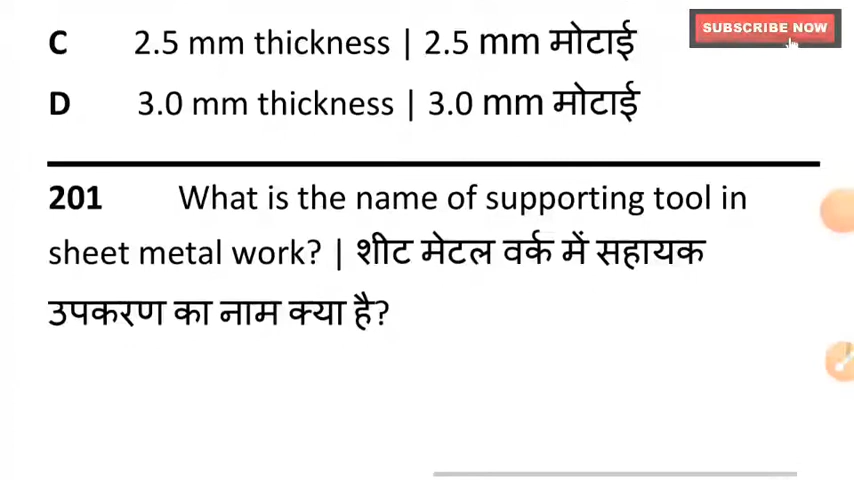 SUBSCRIBE NOW
C 2.5 mm thickness | 2.5 mm मोटाई
D 3.0 mm thickness | 3.0 mm मोटाई
201 What is the name of supporting tool in
sheet metal work? | शीट मेटल वर्क में सहायक
उपकरण का नाम क्या है?